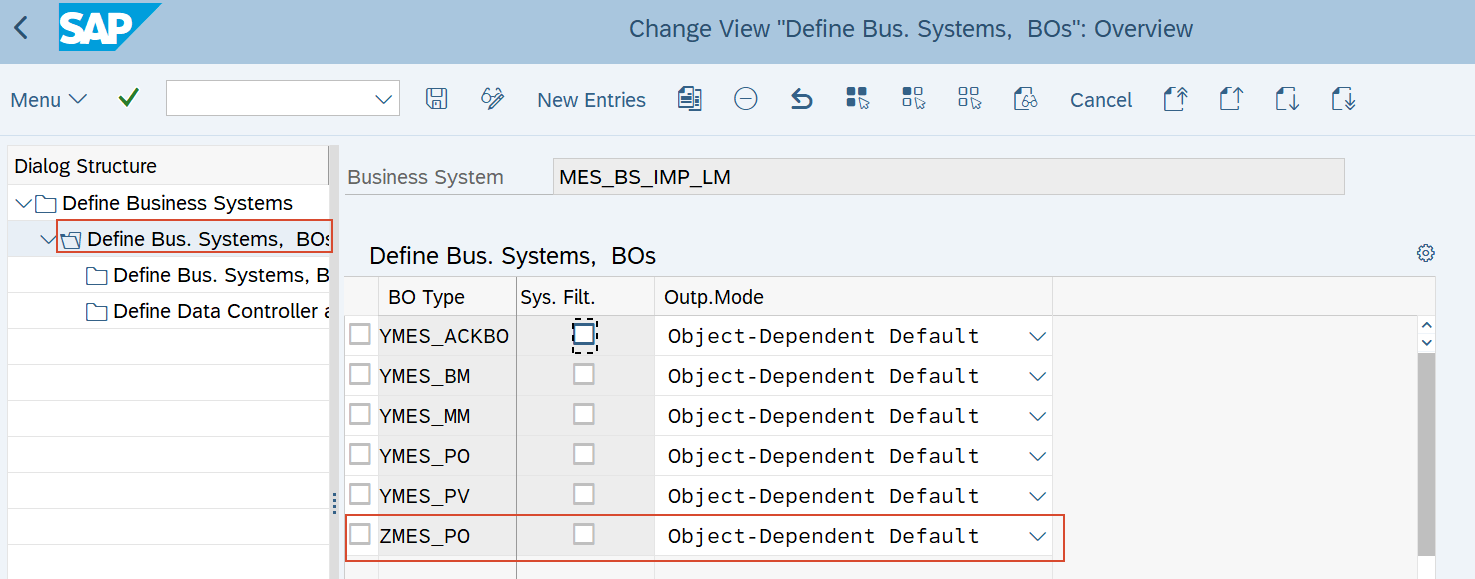 SAP
Change View "Define Bus. Systems, BOs": Overview
Menu
New Entries
Cancel
Dialog Structure
Define Business Systems
Define Bus. Systems, BOs
Define Bus. Systems, B
Define Data Controller a
Business System
MES_BS_IMP_LM
Define Bus. Systems, BOs
BO Type Sys. Filt. Outp.Mode
YMES_ACKBO Object-Dependent Default
YMES_BM Object-Dependent Default
YMES_MM Object-Dependent Default
YMES_PO Object-Dependent Default
YMES_PV Object-Dependent Default
ZMES_PO Object-Dependent Default